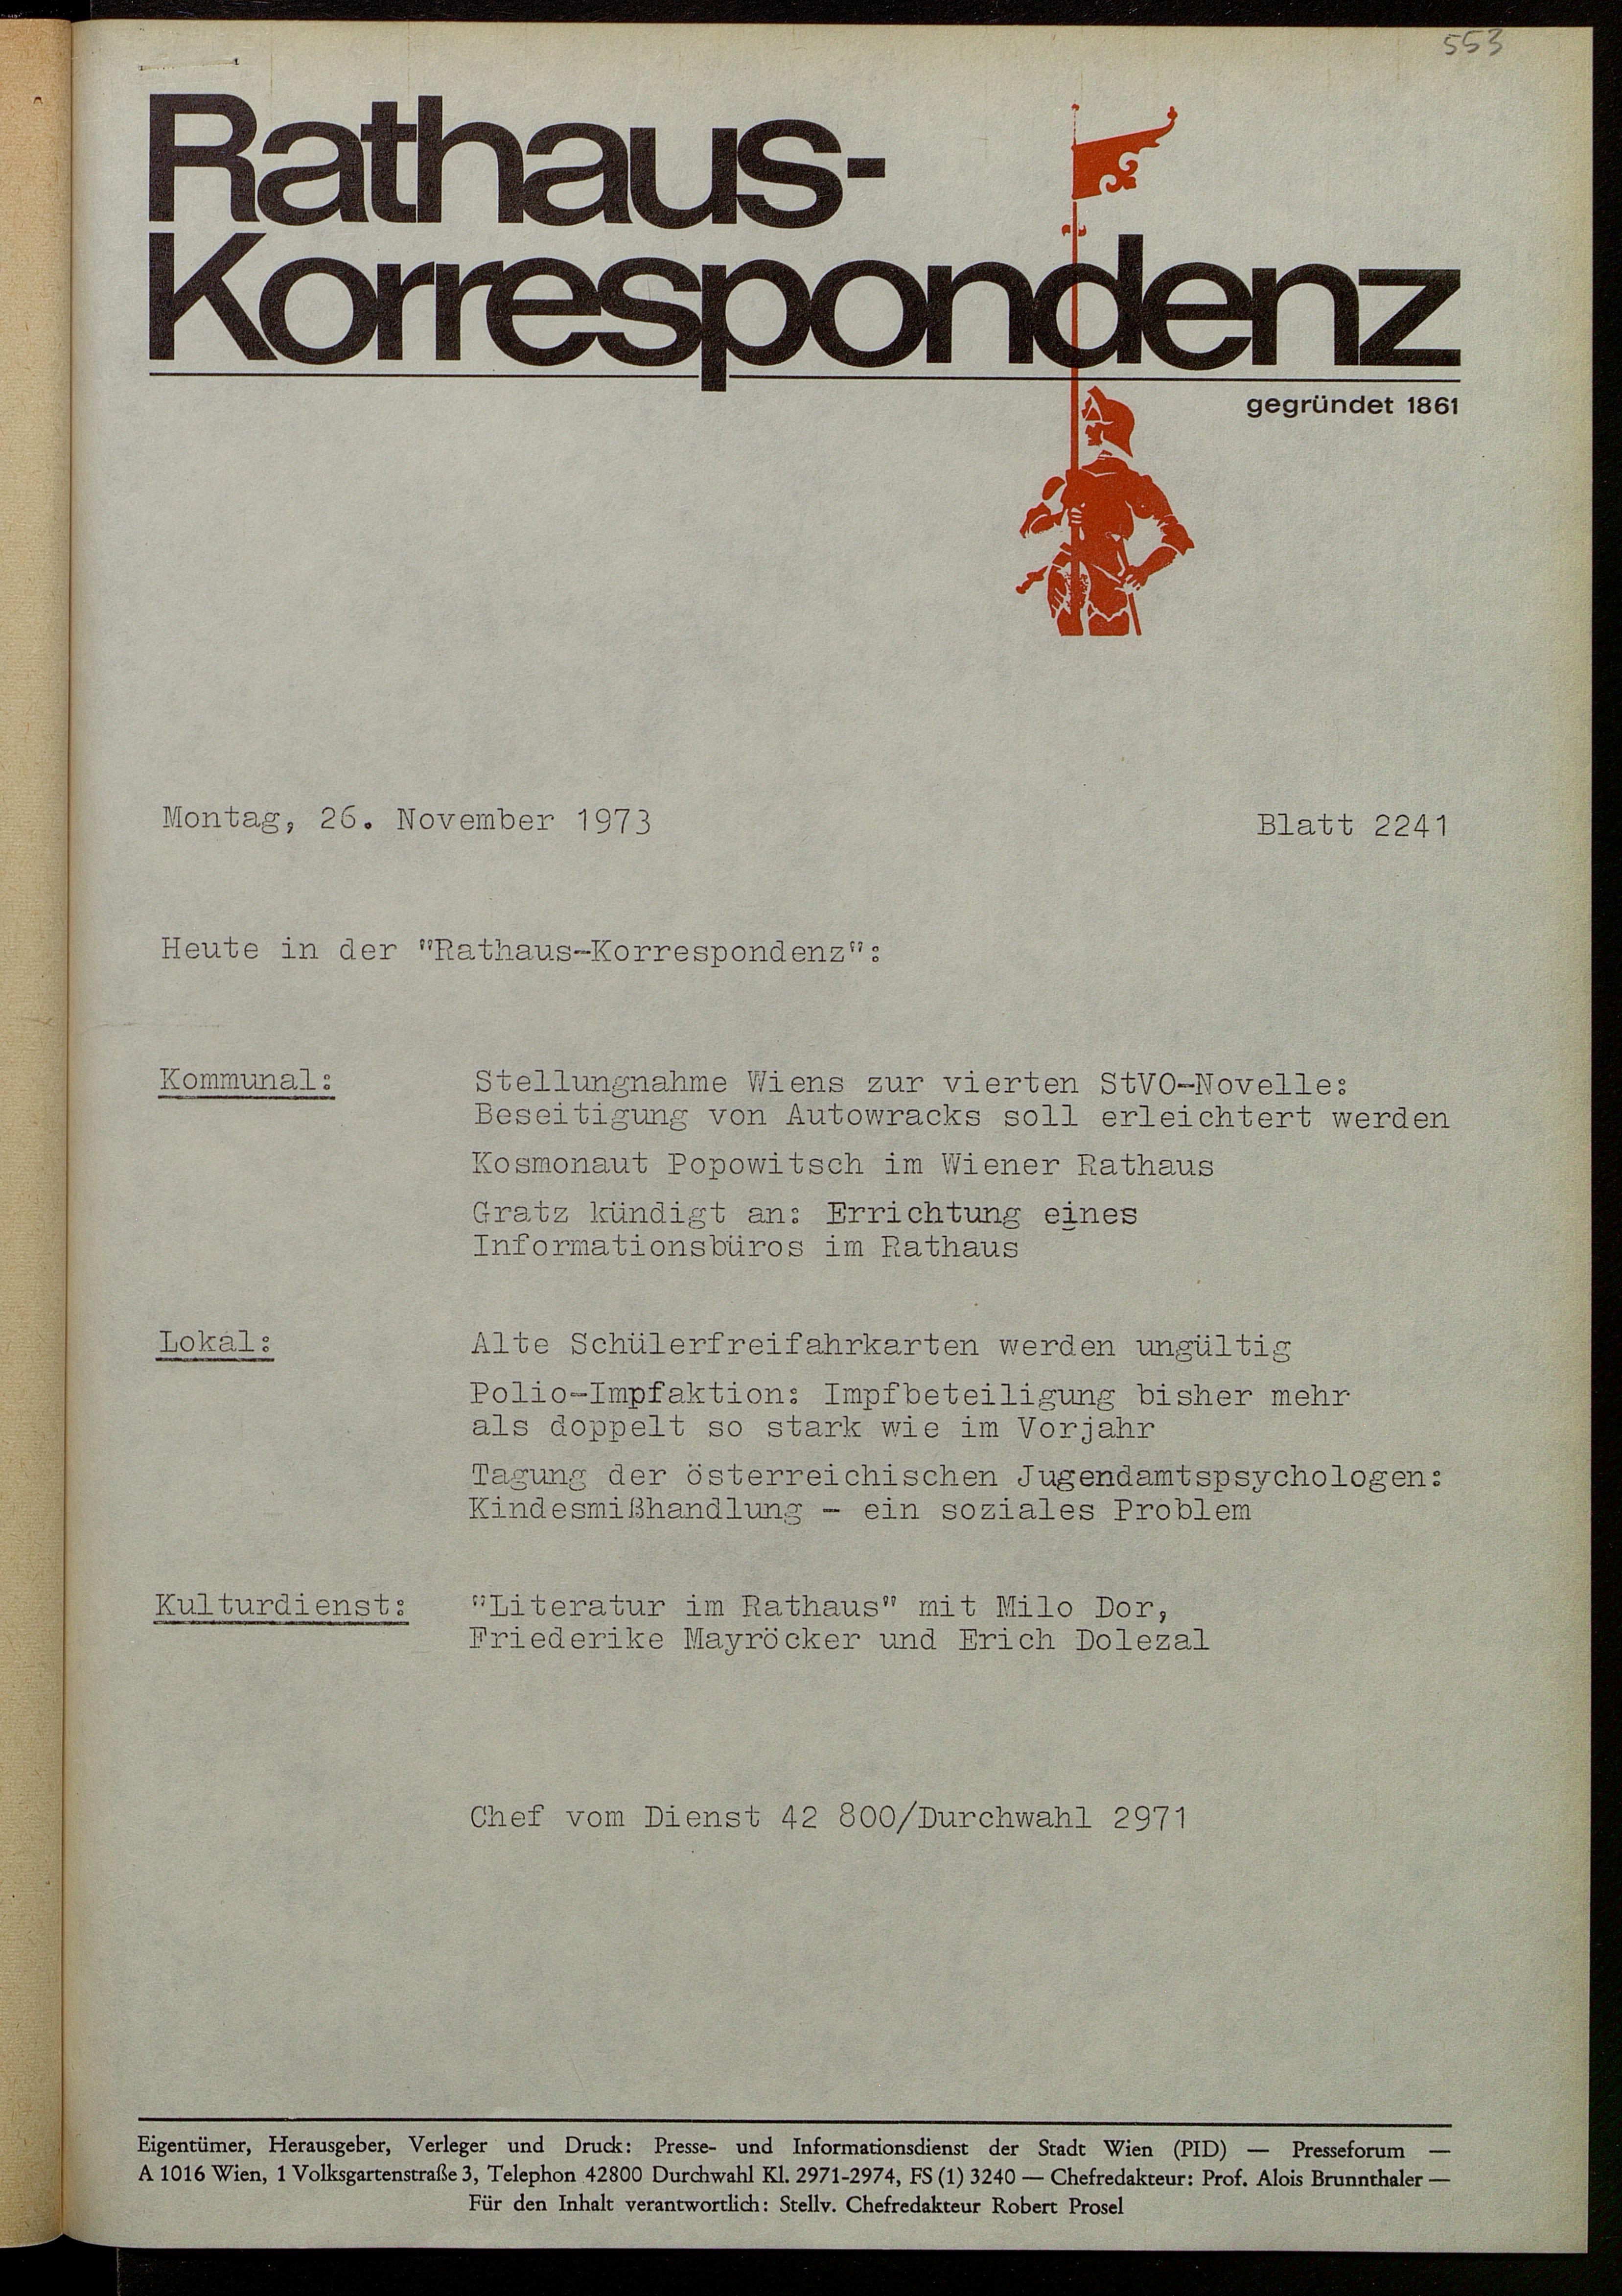 553
Rathaus-
Korrespondenz
gegründet 1861
Montag, 26. November 1973
Blatt 2241
Heute in der "Rathaus-Korrespondenz":
Kommunal:
Stellungnahme Wiens zur vierten StVO-Novelle:
Beseitigung von Autowracks soll erleichtert werden
Kosmonaut Popowitsch im Wiener Rathaus
Gratz kündigt an: Errichtung eines
Informationsbüros im Rathaus
Lokal:
Alte Schülerfreifahrkarten werden ungültig
Polio-Impfaktion: Impfbeteiligung bisher mehr
als doppelt so stark wie im Vorjahr
Tagung der österreichischen Jugendamtspsychologen:
Kindesmißhandlung - ein soziales Problem
Kulturdienst:
"Literatur im Rathaus" mit Milo Dor,
Friederike Mayröcker und Erich Dolezal
Chef vom Dienst 42 800/Durchwahl 2971
Eigentümer, Herausgeber, Verleger und Druck: Presse- und Informationsdienst der Stadt Wien (PID) — Presseforum —
A 1016 Wien, 1 Volksgartenstraße 3, Telephon 42800 Durchwahl Kl. 2971-2974, FS (1) 3240 — Chefredakteur: Prof. Alois Brunnthaler —
Für den Inhalt verantwortlich: Stellv. Chefredakteur Robert Prosel